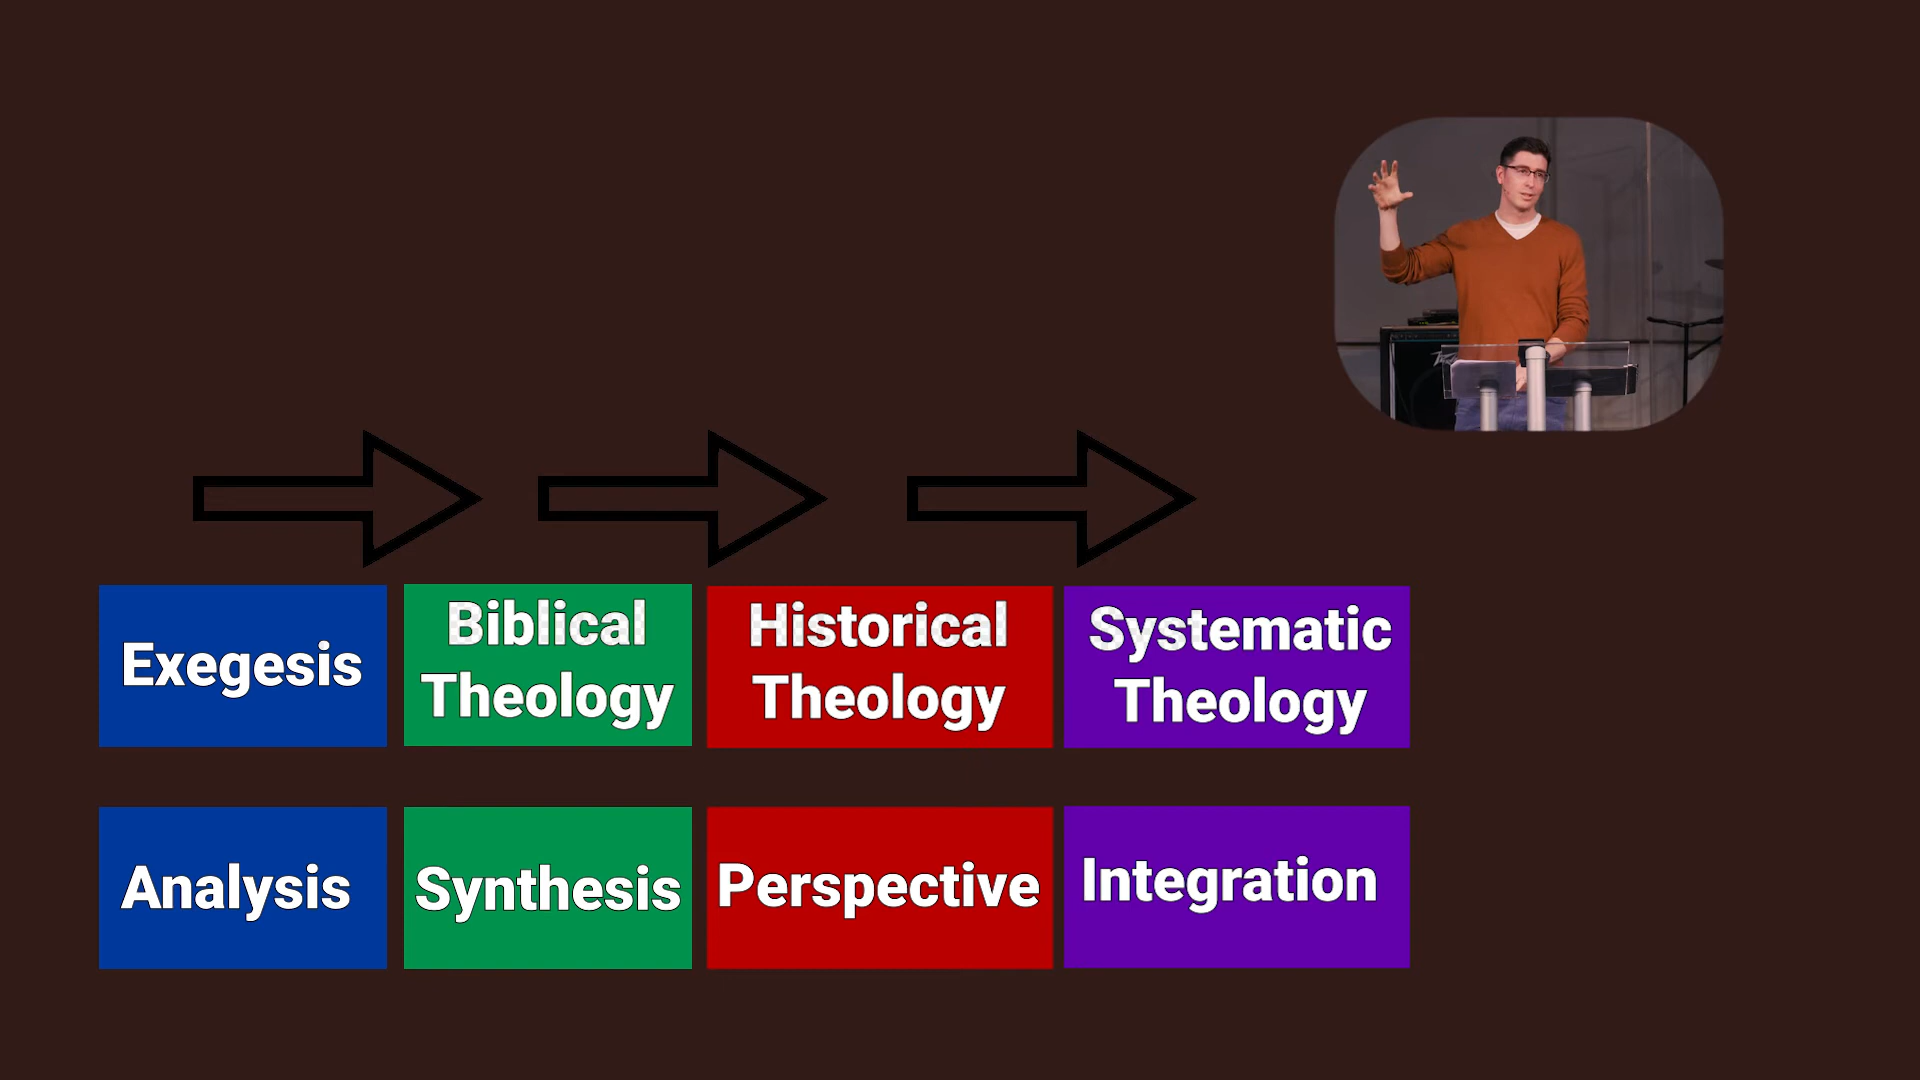 Exegesis
Biblical
Theology
Historical
Theology
Systematic
Theology
Analysis
Synthesis
Perspective
Integration